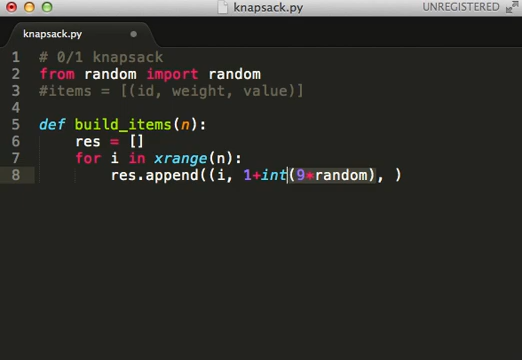 knapsack.py
UNREGISTERED
knapsack.py
1 # 0/1 knapsack
2 from random import random
3 #items = [(id, weight, value)]
4
5 def build_items(n):
6 res = []
7 for i in xrange(n):
8 res.append((i, 1+int(9*random), )